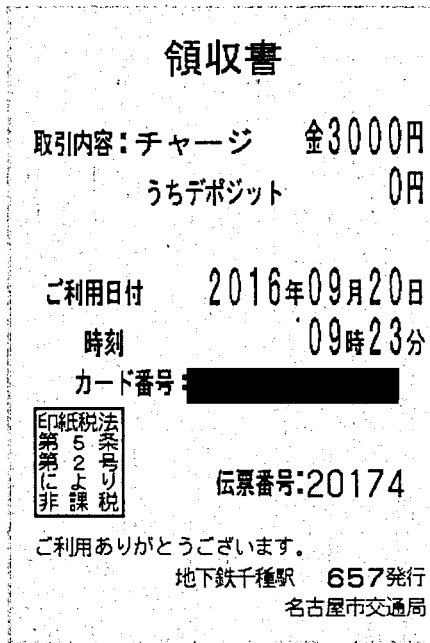 領収書
取引内容:チャージ 金3000円
うちデポジット 0円
ご利用日付 2016年09月20日
時刻 09時23分
カード番号:
印紙税法
第5条
第2号
により
非課税
伝票番号:20174
ご利用ありがとうございます。
地下鉄千種駅 657発行
名古屋市交通局